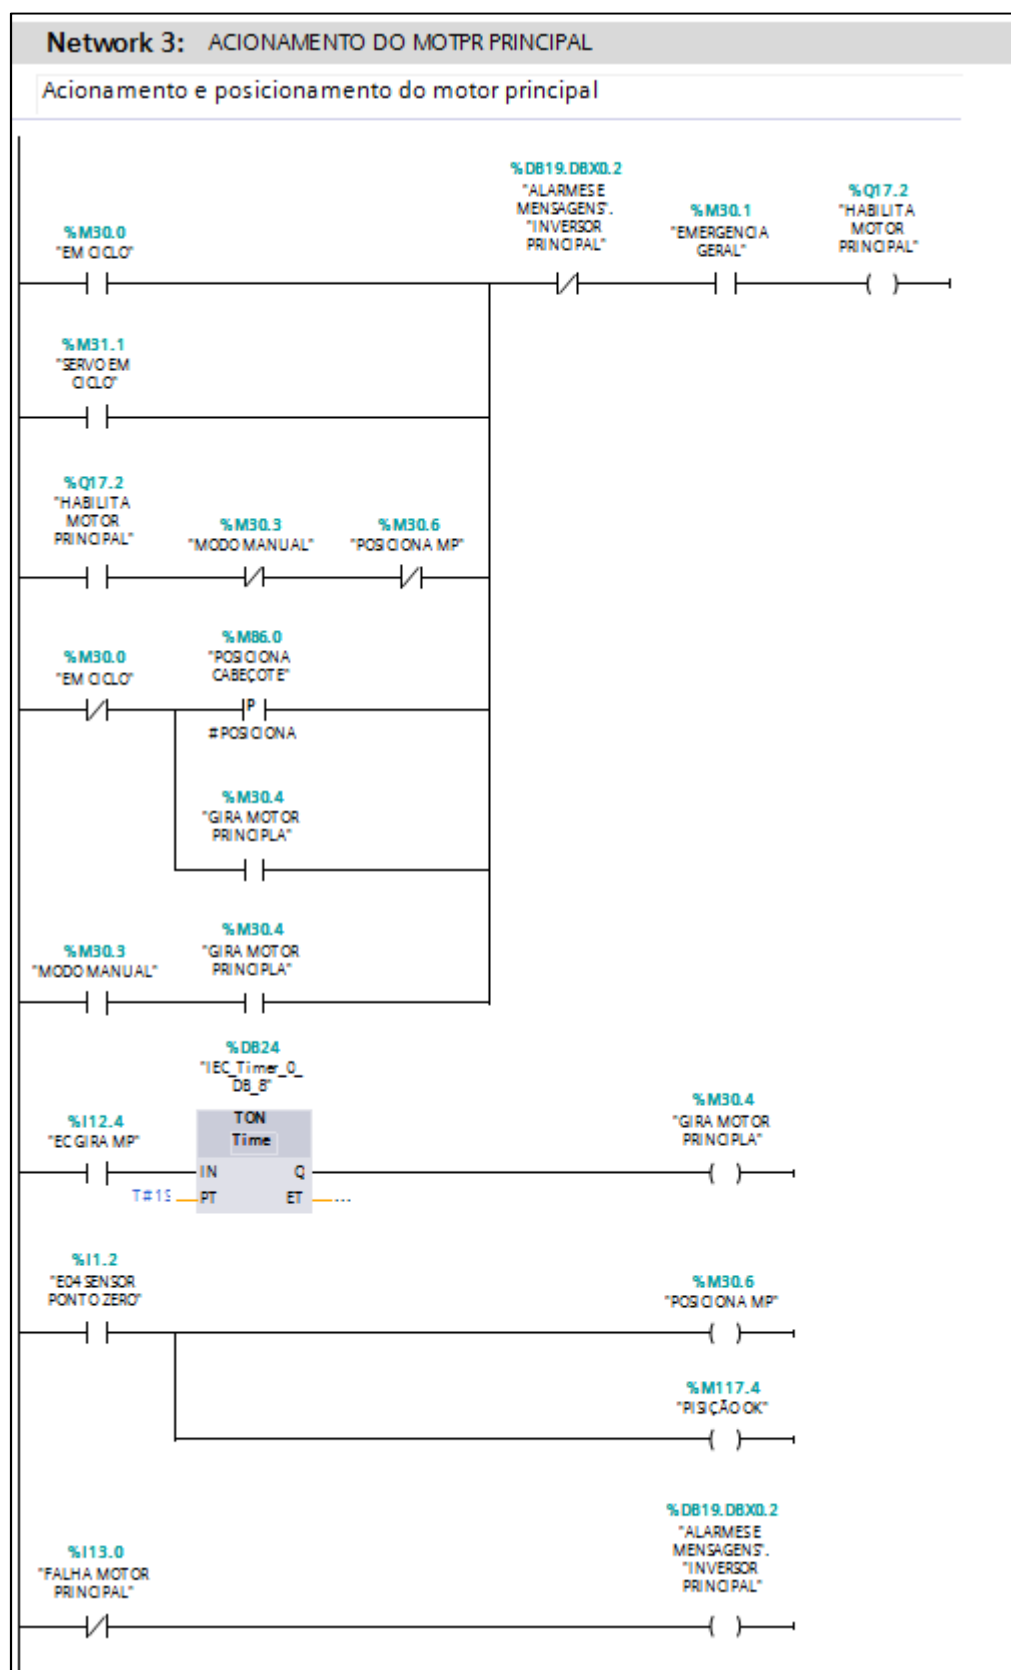 Network 3: ACIONAMENTO DO MOTPR PRINCIPAL
Acionamento e posicionamento do motor principal
%M30.0
"EM CICLO"
%DB19.DBX0.2
"ALARMES E
MENSAGENS".
"INVERSOR
PRINCIPAL"
%M30.1
"EMERGENCIA
GERAL"
%Q17.2
"HABILITA
MOTOR
PRINCIPAL"
%M31.1
"SERVO EM
CICLO"
%Q17.2
"HABILITA
MOTOR
PRINCIPAL"
%M30.3
"MODO MANUAL"
%M30.6
"POSICIONA MP"
%M30.0
"EM CICLO"
%M86.0
"POSICIONA
CABEÇOTE"
P
#POSICIONA
%M30.4
"GIRA MOTOR
PRINCIPLA"
%M30.3
"MODO MANUAL"
%M30.4
"GIRA MOTOR
PRINCIPLA"
%DB24
"IEC_Timer_0_
DB_8"
TON
Time
%I12.4
"EC GIRA MP"
IN Q
T#1S PT ET ...
%M30.4
"GIRA MOTOR
PRINCIPLA"
%I1.2
"E04 SENSOR
PONTO ZERO"
%M30.6
"POSICIONA MP"
%M117.4
"PISIÇÃO OK"
%I13.0
"FALHA MOTOR
PRINCIPAL"
%DB19.DBX0.2
"ALARMES E
MENSAGENS".
"INVERSOR
PRINCIPAL"